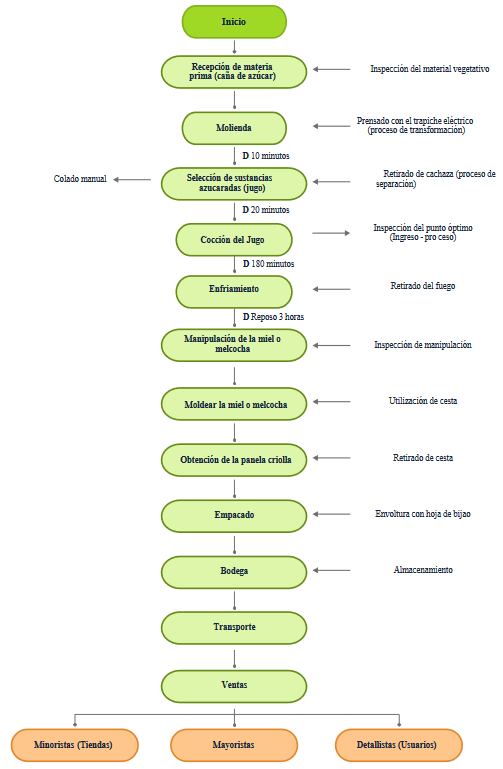 Inicio
Recepción de materia
prima (caña de azúcar)
Inspección del material vegetativo
Molienda
Prensado con el trapiche eléctrico
(proceso de transformación)
D 10 minutos
Colado manual
Selección de sustancias
azucaradas (jugo)
Retirado de cachaza (proceso de
separación)
D 20 minutos
Cocción del Jugo
Inspección del punto óptimo
(Ingreso - pro ceso)
D 180 minutos
Enfriamiento
Retirado del fuego
D Reposo 3 horas
Manipulación de la miel o
melcocha
Inspección de manipulación
Moldear la miel o melcocha
Utilización de cesta
Obtención de la panela criolla
Retirado de cesta
Empacado
Envoltura con hoja de bijao
Bodega
Almacenamiento
Transporte
Ventas
Minoristas (Tiendas)
Mayoristas
Detallistas (Usuarios)